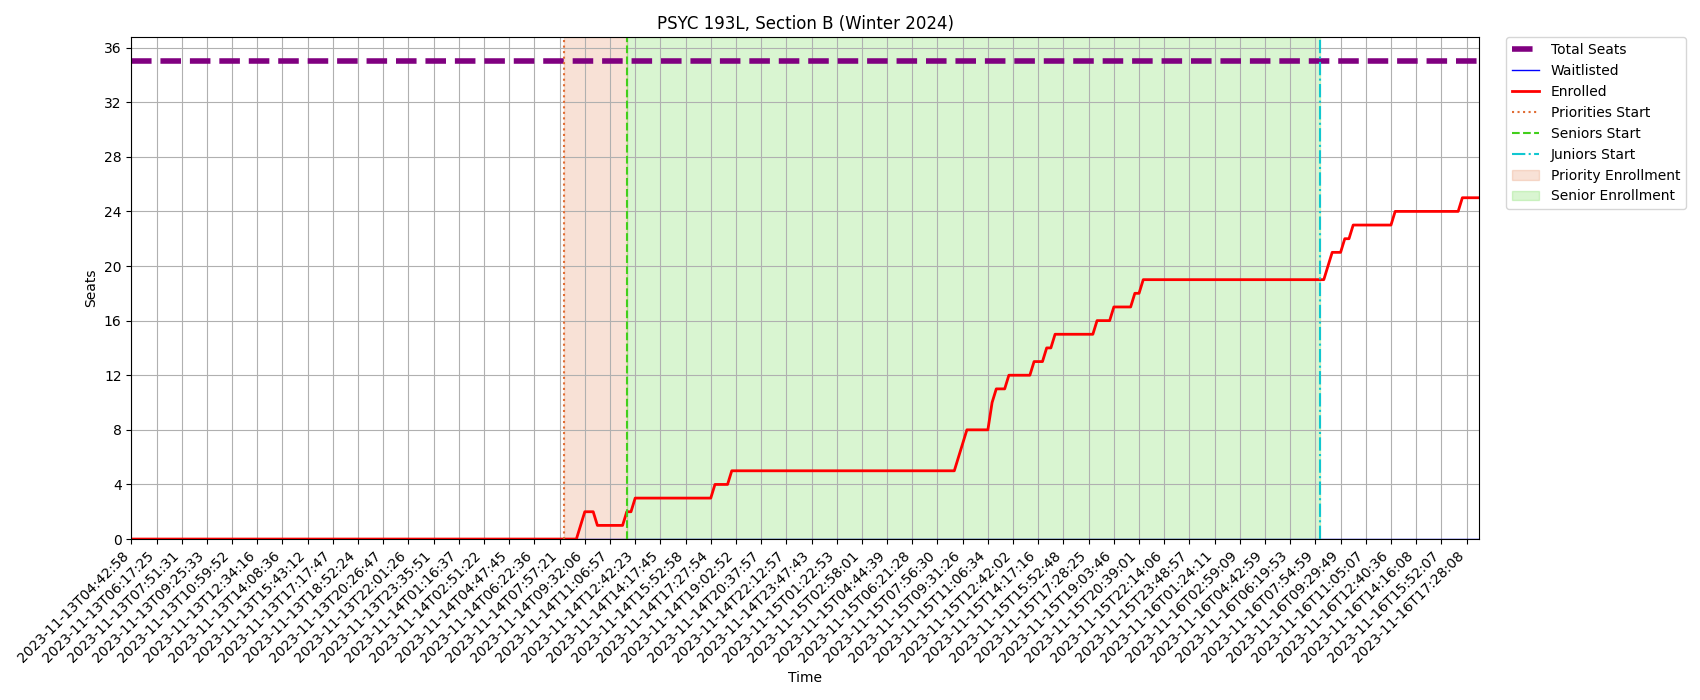 PSYC 193L, Section B (Winter 2024)
Seats
36
32
28
24
20
16
12
8
4
0
2023-11-13T04:42:58
2023-11-13T06:17:25
2023-11-13T07:51:31
2023-11-13T09:25:33
2023-11-13T10:59:52
2023-11-13T12:34:16
2023-11-13T14:08:36
2023-11-13T15:43:12
2023-11-13T17:17:47
2023-11-13T18:52:24
2023-11-13T20:26:47
2023-11-13T22:01:26
2023-11-13T23:35:51
2023-11-14T01:16:37
2023-11-14T02:51:22
2023-11-14T04:47:45
2023-11-14T06:22:36
2023-11-14T07:57:21
2023-11-14T09:32:06
2023-11-14T11:06:57
2023-11-14T12:42:23
2023-11-14T14:17:45
2023-11-14T15:52:58
2023-11-14T17:27:54
2023-11-14T19:02:52
2023-11-14T20:37:57
2023-11-14T22:12:57
2023-11-14T23:47:43
2023-11-15T01:22:53
2023-11-15T02:58:01
2023-11-15T04:44:39
2023-11-15T06:21:28
2023-11-15T07:56:30
2023-11-15T09:31:26
2023-11-15T11:06:34
2023-11-15T12:42:02
2023-11-15T14:17:16
2023-11-15T15:52:48
2023-11-15T17:28:25
2023-11-15T19:03:46
2023-11-15T20:39:01
2023-11-15T22:14:06
2023-11-15T23:48:57
2023-11-16T01:24:11
2023-11-16T02:59:09
2023-11-16T04:42:59
2023-11-16T06:19:53
2023-11-16T07:54:59
2023-11-16T09:29:49
2023-11-16T11:05:07
2023-11-16T12:40:36
2023-11-16T14:16:08
2023-11-16T15:52:07
2023-11-16T17:28:08
Time
Total Seats
Waitlisted
Enrolled
Priorities Start
Seniors Start
Juniors Start
Priority Enrollment
Senior Enrollment